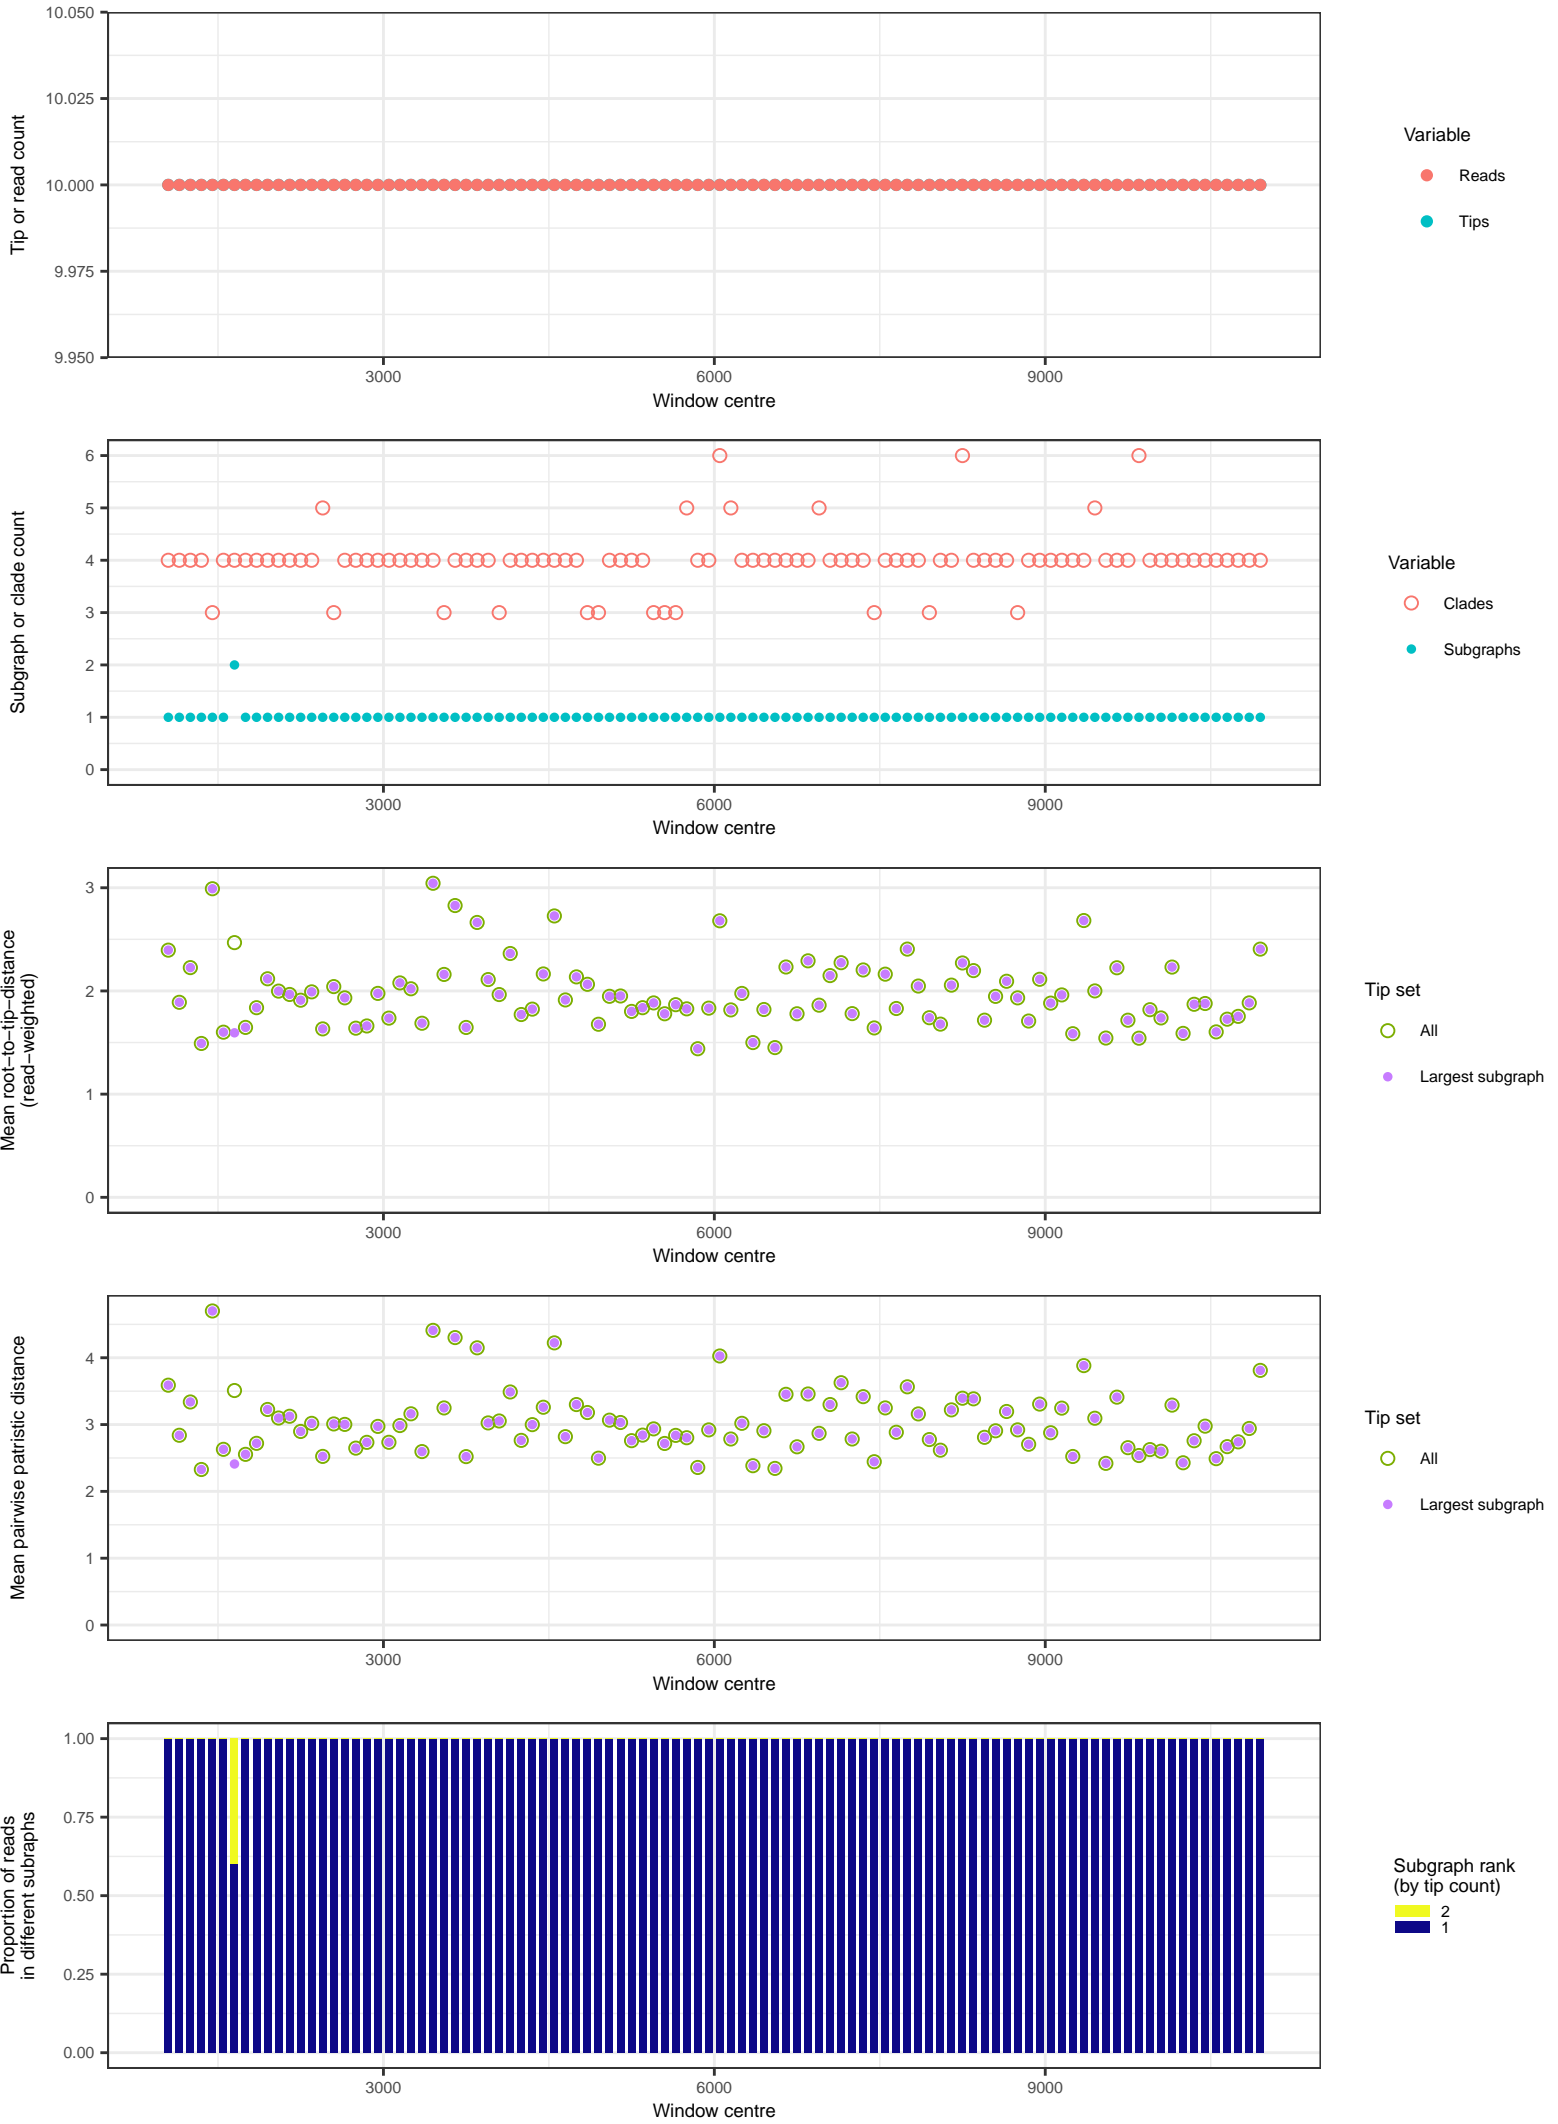 10.050
10.025
10.000
9.975
9.950
Tip or read count
3000 6000 9000
Window centre
Variable
Reads
Tips
6
5
4
3
2
1
0
Subgraph or clade count
3000 6000 9000
Window centre
Variable
Clades
Subgraphs
3
2
1
0
Mean root−to−tip−distance
(read−weighted)
3000 6000 9000
Window centre
Tip set
All
Largest subgraph
4
3
2
1
0
Mean pairwise patristic distance
3000 6000 9000
Window centre
Tip set
All
Largest subgraph
1.00
0.75
0.50
0.25
0.00
Proportion of reads
in different subraphs
3000 6000 9000
Window centre
Subgraph rank
(by tip count)
2
1